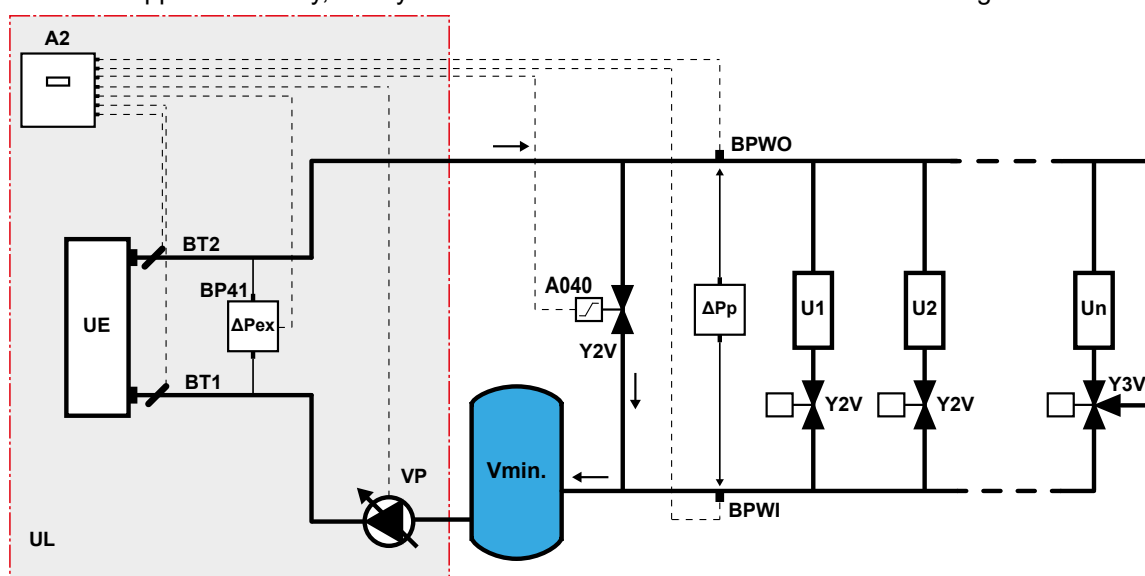 A2
BPWO
BT2
BP41
A040
ΔPex
ΔPp
U1
U2
Un
UE
Y2V
BT1
Y3V
Y2V
Y2V
Vmin.
VP
BPWI
UL